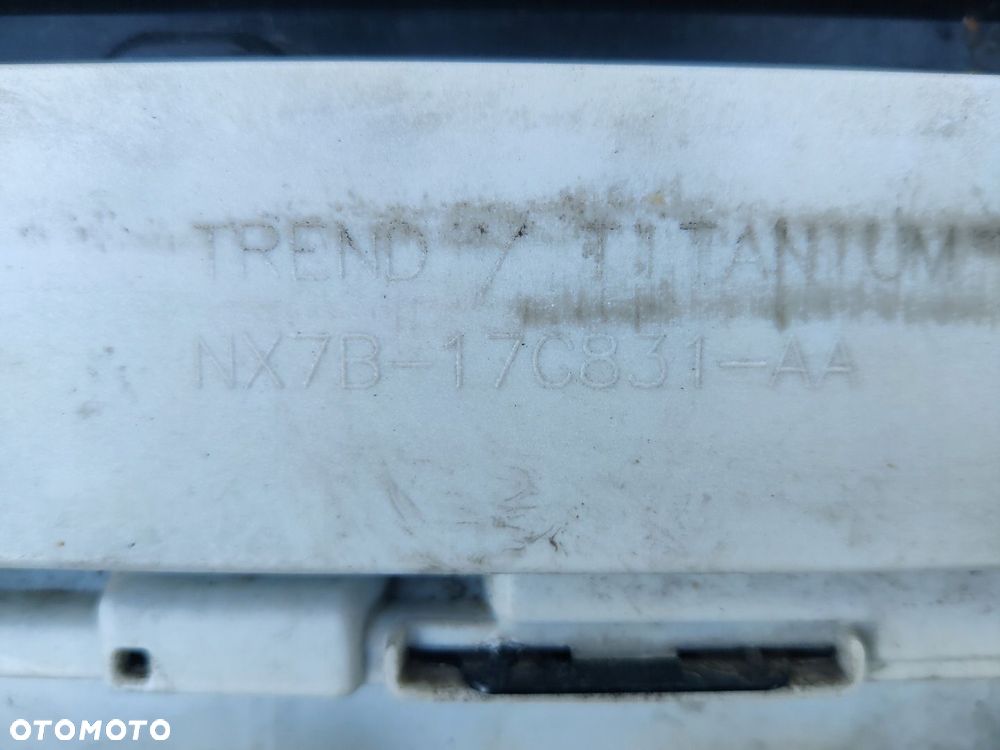 TREND / TITANIUM
NX7B-17C831-AA
OTOMOTO